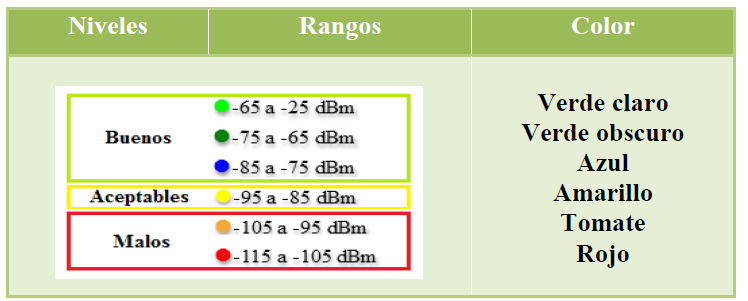 Niveles Rangos Color
Buenos
-65 a -25 dBm
-75 a -65 dBm
-85 a -75 dBm
Aceptables
-95 a -85 dBm
Malos
-105 a -95 dBm
-115 a -105 dBm
Verde claro
Verde obscuro
Azul
Amarillo
Tomate
Rojo